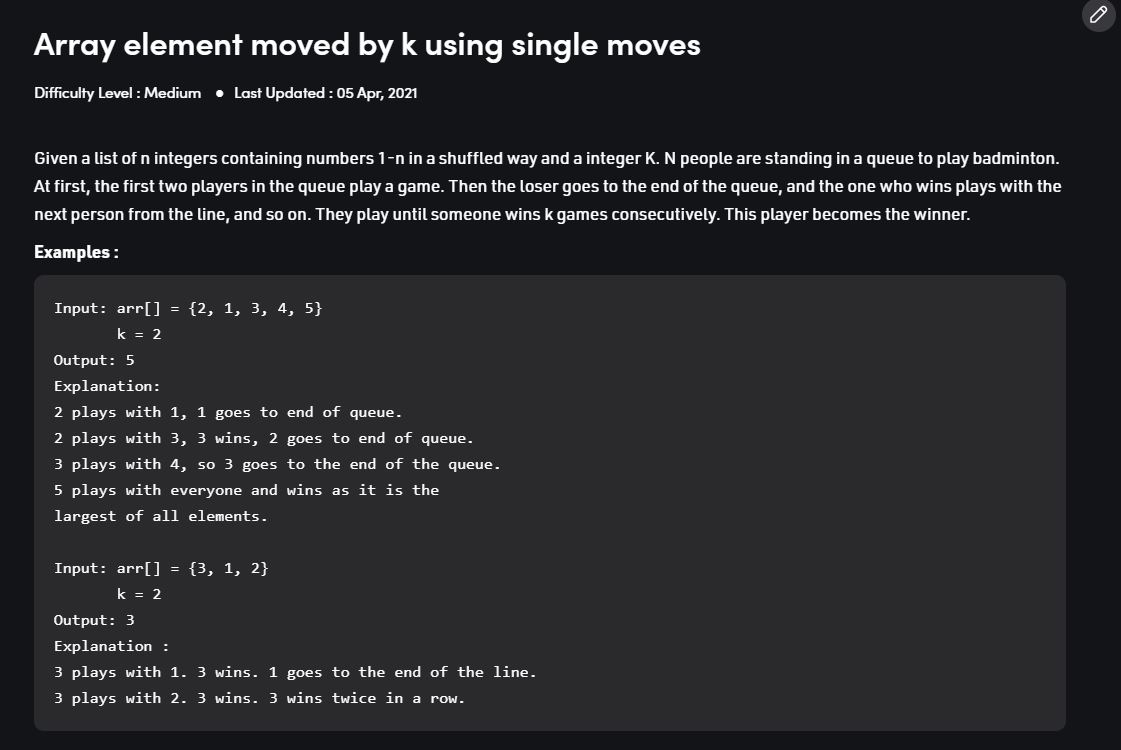 Array element moved by k using single moves
Difficulty Level : Medium ● Last Updated : 05 Apr, 2021
Given a list of n integers containing numbers 1-n in a shuffled way and a integer K. N people are standing in a queue to play badminton.
At first, the first two players in the queue play a game. Then the loser goes to the end of the queue, and the one who wins plays with the
next person from the line, and so on. They play until someone wins k games consecutively. This player becomes the winner.
Examples :
Input: arr[] = {2, 1, 3, 4, 5}
k = 2
Output: 5
Explanation:
2 plays with 1, 1 goes to end of queue.
2 plays with 3, 3 wins, 2 goes to end of queue.
3 plays with 4, so 3 goes to the end of the queue.
5 plays with everyone and wins as it is the
largest of all elements.
Input: arr[] = {3, 1, 2}
k = 2
Output: 3
Explanation :
3 plays with 1. 3 wins. 1 goes to the end of the line.
3 plays with 2. 3 wins. 3 wins twice in a row.